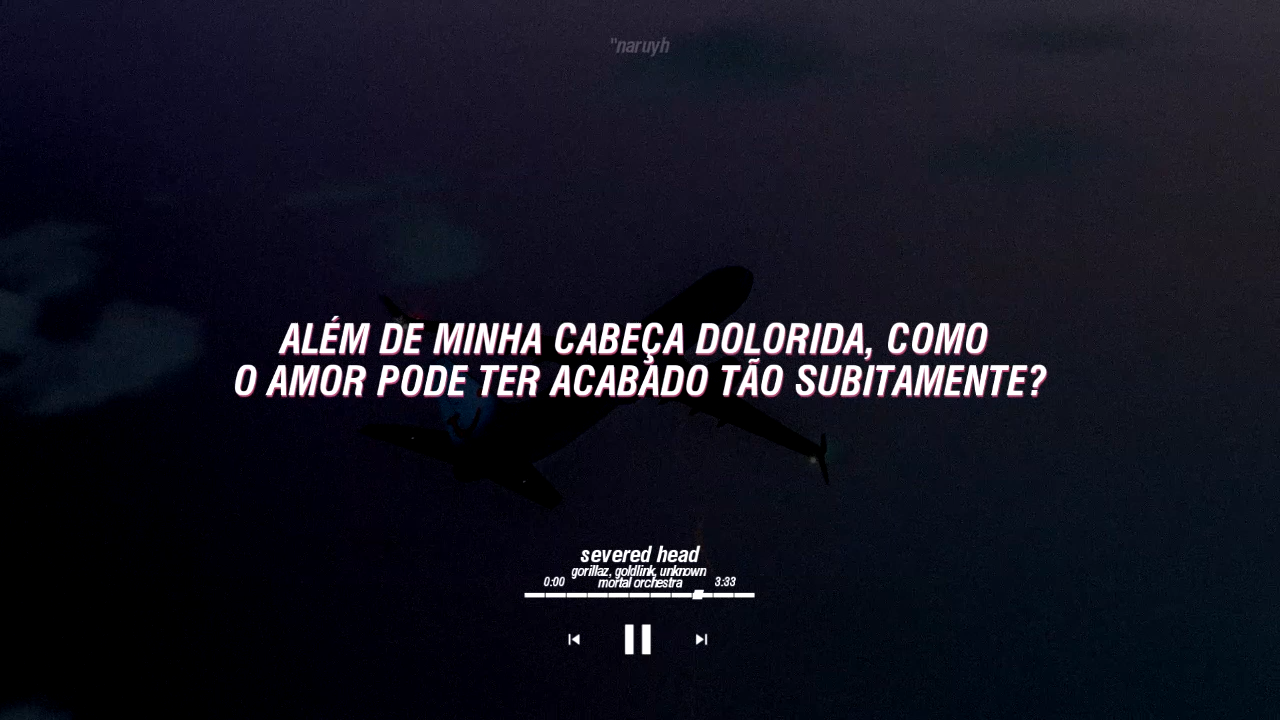 "naruyh
ALÉM DE MINHA CABEÇA DOLORIDA, COMO
O AMOR PODE TER ACABADO TÃO SUBITAMENTE?
severed head
gorillaz, goldlink, unknown
0:00 mortal orchestra 3:33